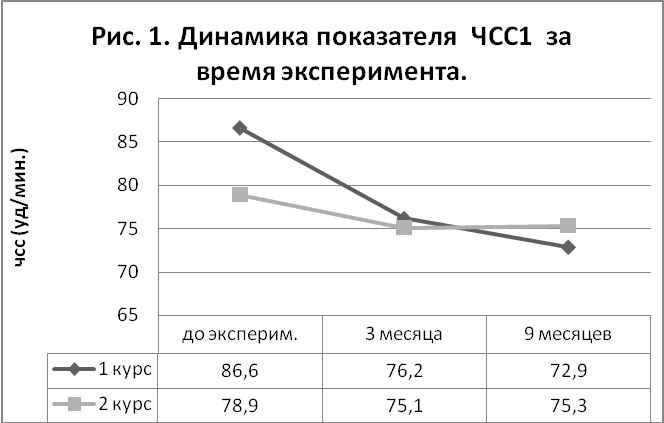 Рис. 1. Динамика показателя ЧСС1 за
время эксперимента.
чсс (уд/мин.)
90
85
80
75
70
65
до эксперим. 3 месяца 9 месяцев
1 курс 86,6 76,2 72,9
2 курс 78,9 75,1 75,3